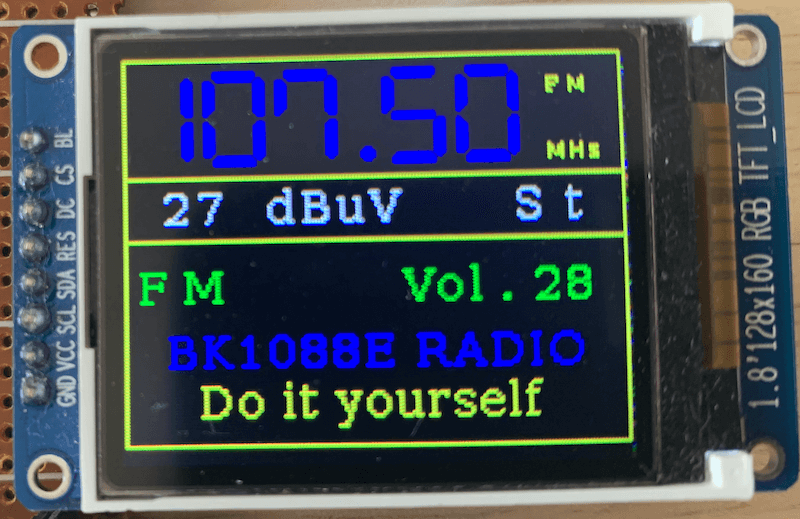 107.50 FM
MHs
27 dBuV St
FM Vol.28
BK1088E RADIO
Do it yourself
BL
CS
DC
RES
SDA
SCL
VCC
GND
1.8"128x160 RGB TFT_LCD